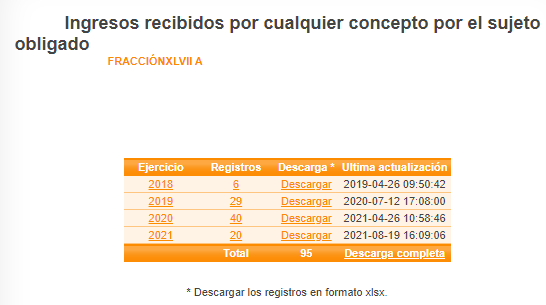 Ingresos recibidos por cualquier concepto por el sujeto
obligado
FRACCIÓNXLVII A
Ejercicio Registros Descarga * Ultima actualización
2018 6 Descargar 2019-04-26 09:50:42
2019 29 Descargar 2020-07-12 17:08:00
2020 40 Descargar 2021-04-26 10:58:46
2021 20 Descargar 2021-08-19 16:09:06
Total 95 Descarga completa
* Descargar los registros en formato xlsx.